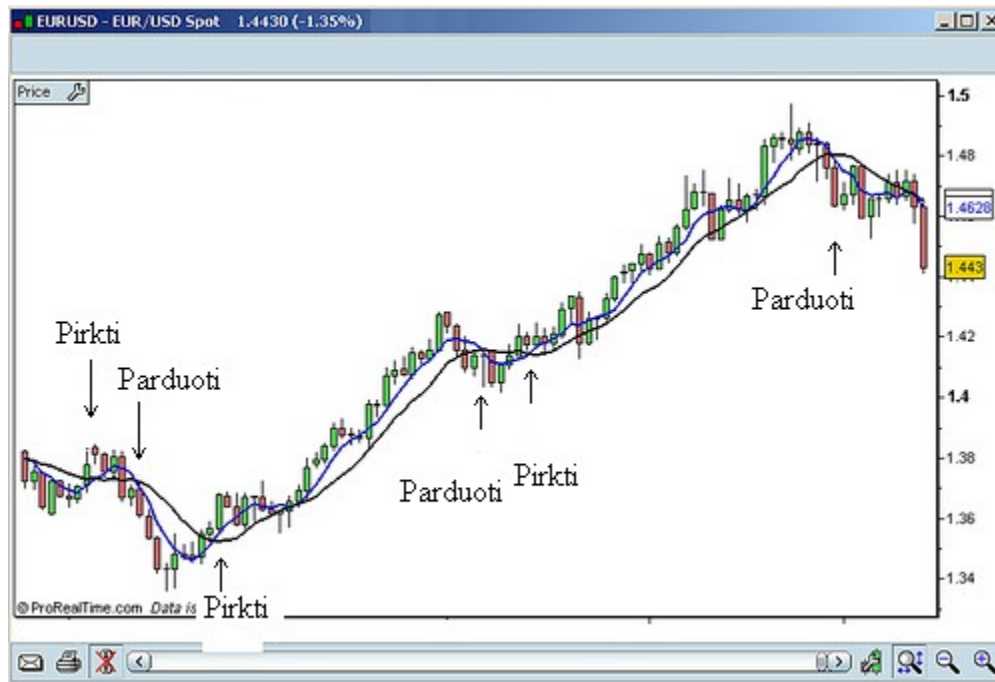 EURUSD - EUR/USD Spot 1.4430 (-1.35%)
Price
1.5
1.48
1.4628
1.443
Parduoti
Pirkti
1.42
Parduoti
1.4
1.38
Parduoti
Pirkti
1.36
1.34
© ProRealTime.com Data is
Pirkti